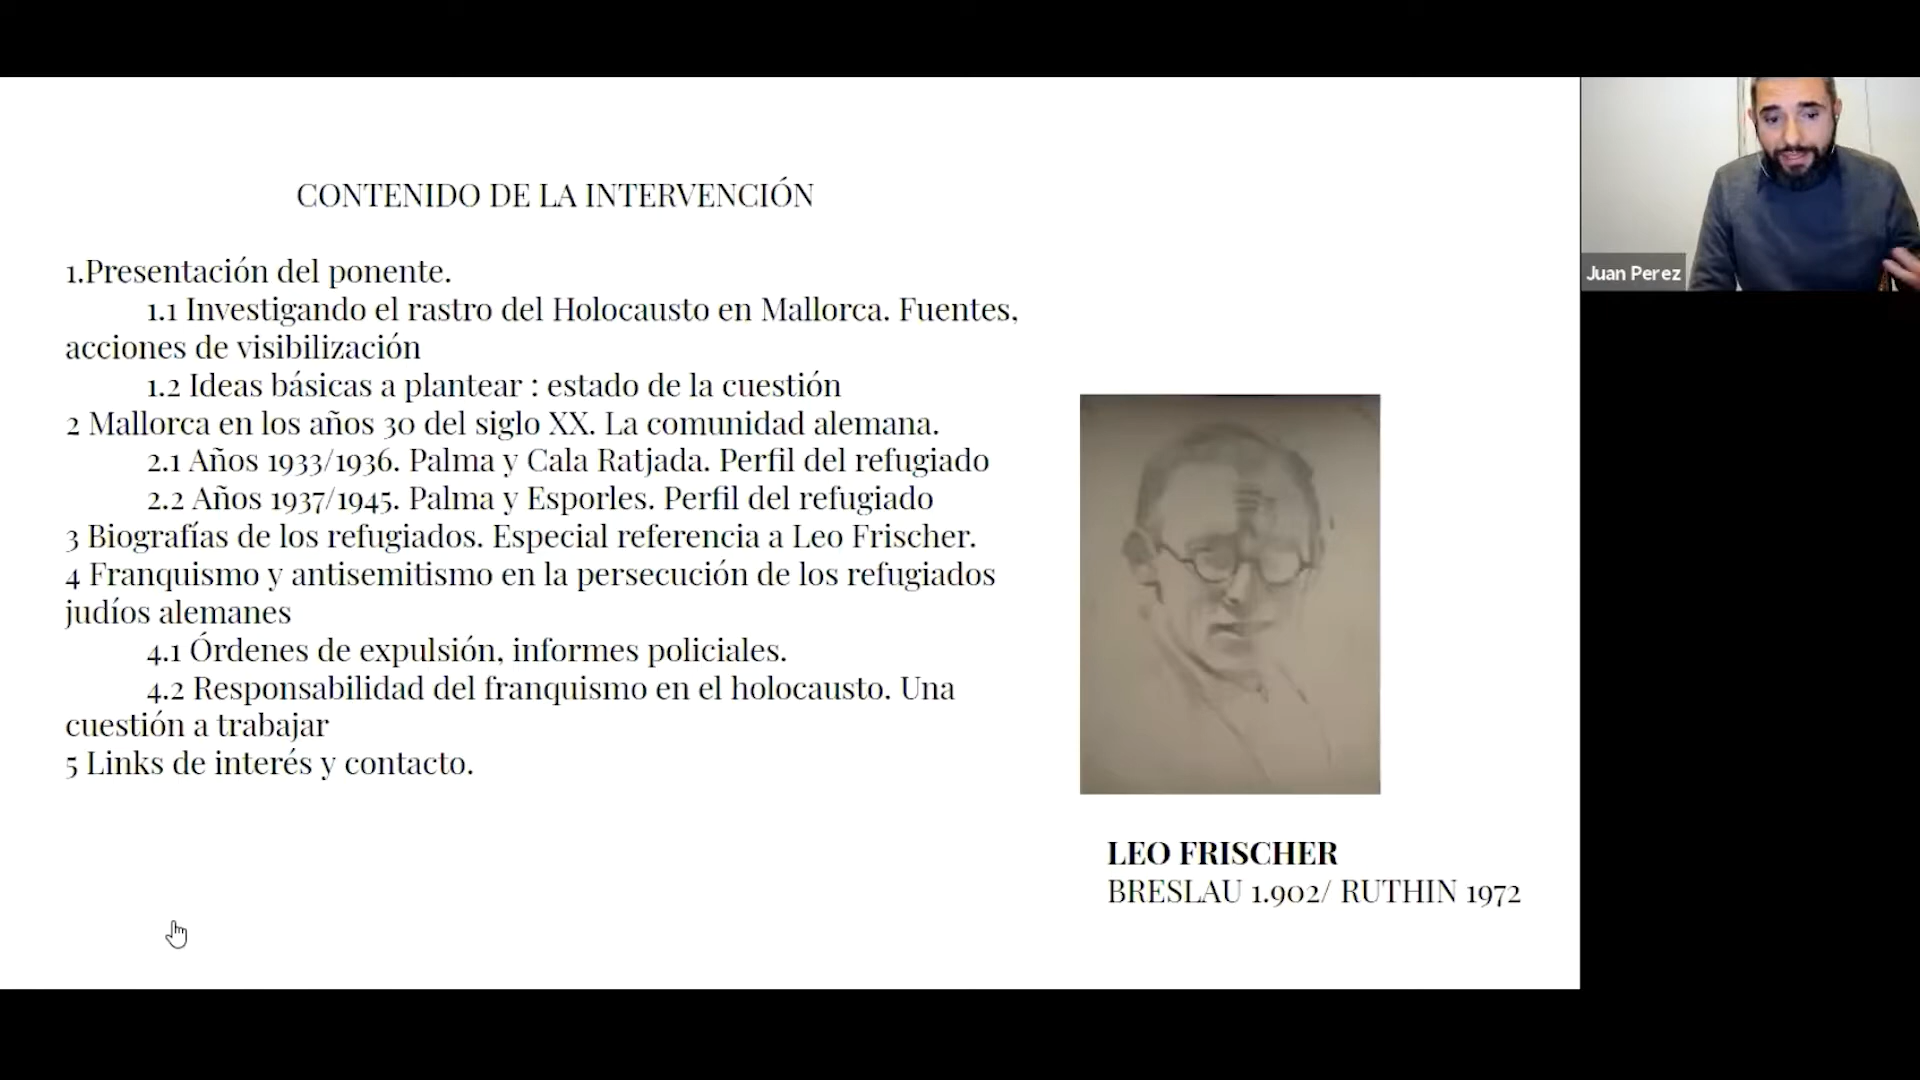 CONTENIDO DE LA INTERVENCIÓN
1.Presentación del ponente.
1.1 Investigando el rastro del Holocausto en Mallorca. Fuentes,
acciones de visibilización
1.2 Ideas básicas a plantear : estado de la cuestión
2 Mallorca en los años 30 del siglo XX. La comunidad alemana.
2.1 Años 1933/1936. Palma y Cala Ratjada. Perfil del refugiado
2.2 Años 1937/1945. Palma y Esporles. Perfil del refugiado
3 Biografías de los refugiados. Especial referencia a Leo Frischer.
4 Franquismo y antisemitismo en la persecución de los refugiados
judíos alemanes
4.1 Órdenes de expulsión, informes policiales.
4.2 Responsabilidad del franquismo en el holocausto. Una
cuestión a trabajar
5 Links de interés y contacto.
LEO FRISCHER
BRESLAU 1.902/ RUTHIN 1972
Juan Perez